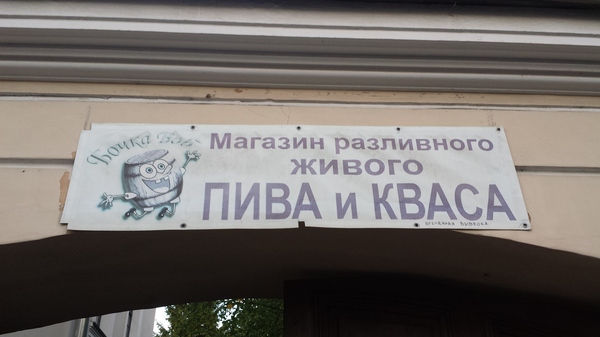 Бочка Боб
Магазин разливного
живого
ПИВА и КВАСА